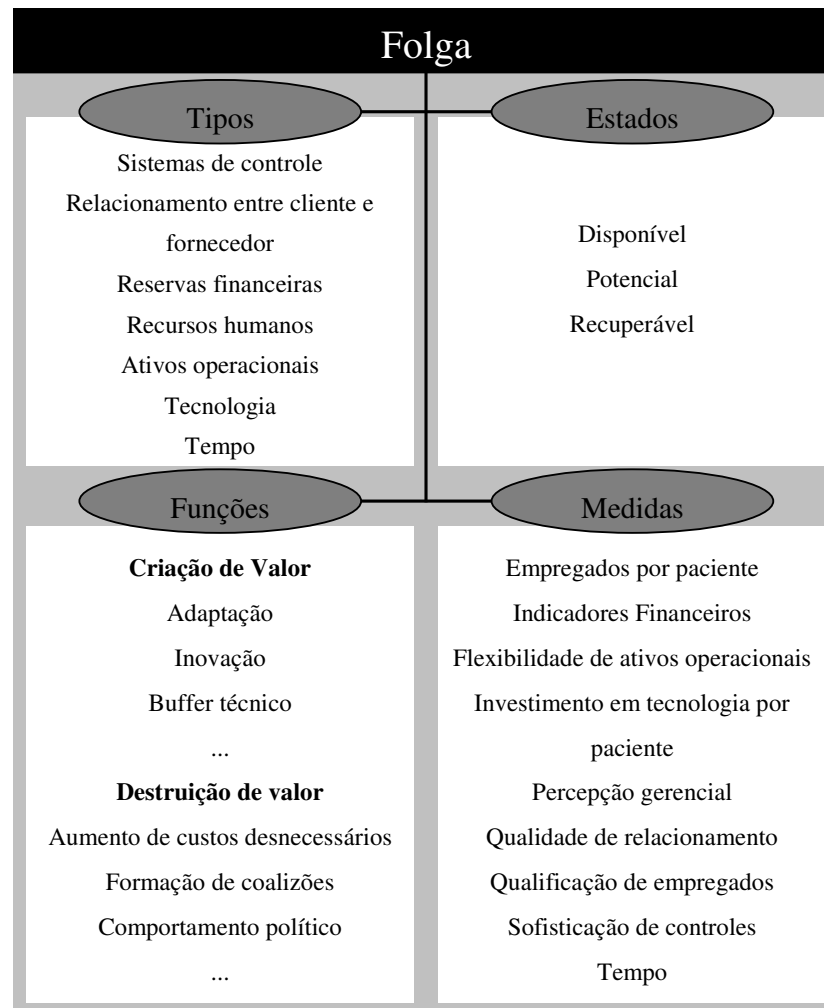 Folga
Tipos
Sistemas de controle
Relacionamento entre cliente e
fornecedor
Reservas financeiras
Recursos humanos
Ativos operacionais
Tecnologia
Tempo
Estados
Disponível
Potencial
Recuperável
Funções
Criação de Valor
Adaptação
Inovação
Buffer técnico
...
Destruição de valor
Aumento de custos desnecessários
Formação de coalizões
Comportamento político
...
Medidas
Empregados por paciente
Indicadores Financeiros
Flexibilidade de ativos operacionais
Investimento em tecnologia por
paciente
Percepção gerencial
Qualidade de relacionamento
Qualificação de empregados
Sofisticação de controles
Tempo